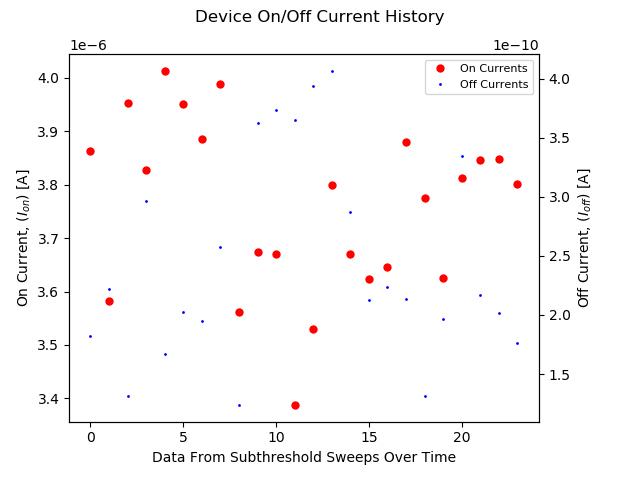 Device On/Off Current History
1e−6
1e−10
On Currents
Off Currents
4.0
3.9
3.8
3.7
3.6
3.5
3.4
On Current, ⟨I_on⟩ [A]
4.0
3.5
3.0
2.5
2.0
1.5
Off Current, ⟨I_off⟩ [A]
0 5 10 15 20
Data From Subthreshold Sweeps Over Time